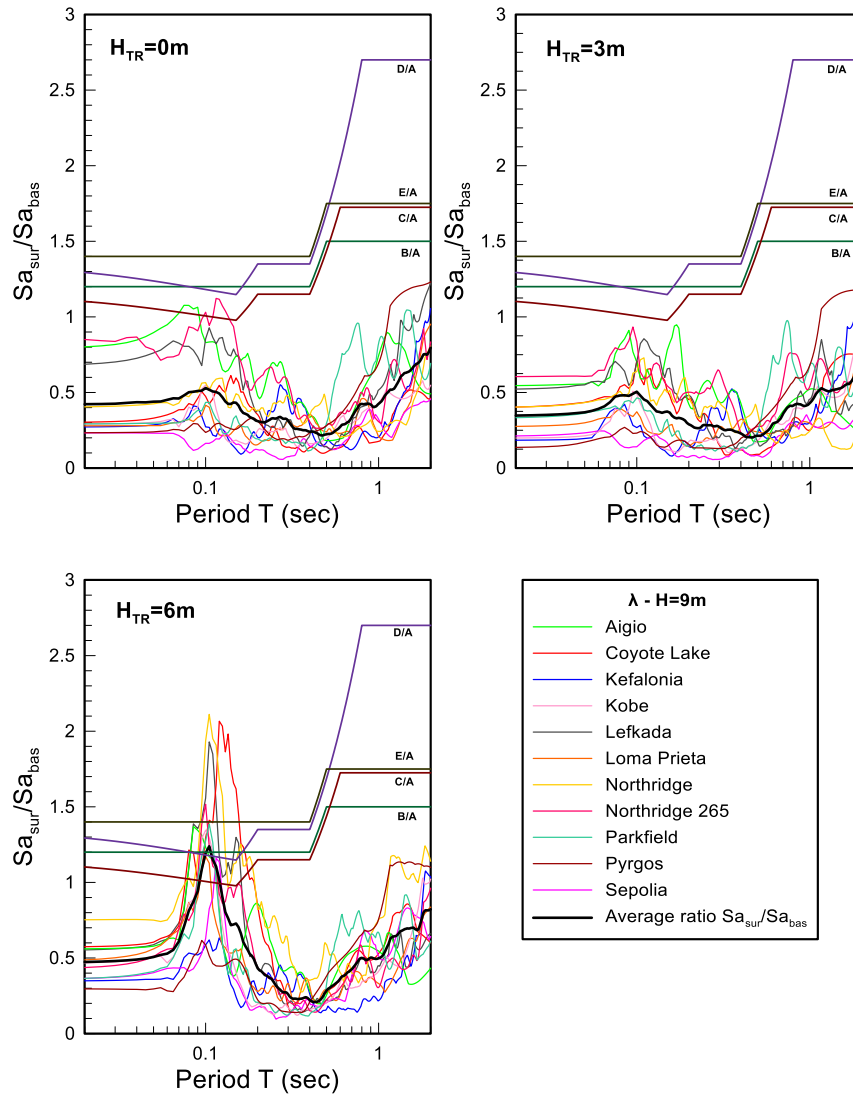 H_TR=0m
3
2.5
2
1.5
1
0.5
0
Sa_sur/Sa_bas
D/A
E/A
C/A
B/A
0.1
1
Period T (sec)
H_TR=3m
3
2.5
2
1.5
1
0.5
0
Sa_sur/Sa_bas
D/A
E/A
C/A
B/A
0.1
1
Period T (sec)
H_TR=6m
3
2.5
2
1.5
1
0.5
0
Sa_sur/Sa_bas
D/A
E/A
C/A
B/A
0.1
1
Period T (sec)
λ - H=9m
Aigio
Coyote Lake
Kefalonia
Kobe
Lefkada
Loma Prieta
Northridge
Northridge 265
Parkfield
Pyrgos
Sepolia
Average ratio Sa_sur/Sa_bas